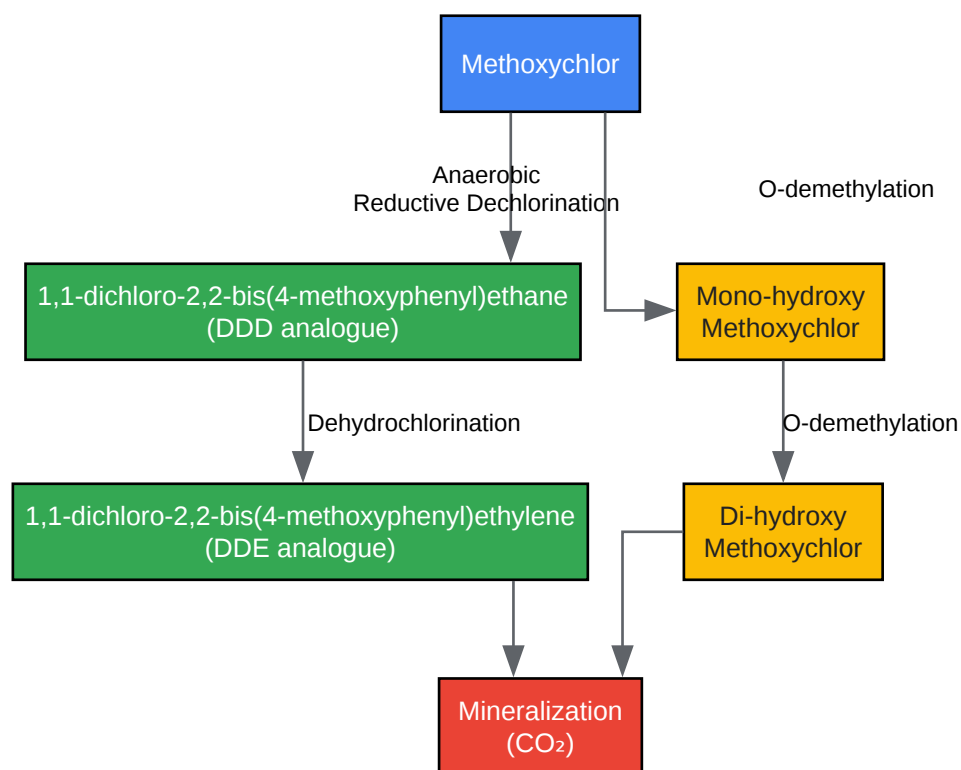 Methoxychlor
Anaerobic
Reductive Dechlorination
O-demethylation
1,1-dichloro-2,2-bis(4-methoxyphenyl)ethane
(DDD analogue)
Mono-hydroxy
Methoxychlor
Dehydrochlorination
O-demethylation
1,1-dichloro-2,2-bis(4-methoxyphenyl)ethylene
(DDE analogue)
Di-hydroxy
Methoxychlor
Mineralization
(CO₂)